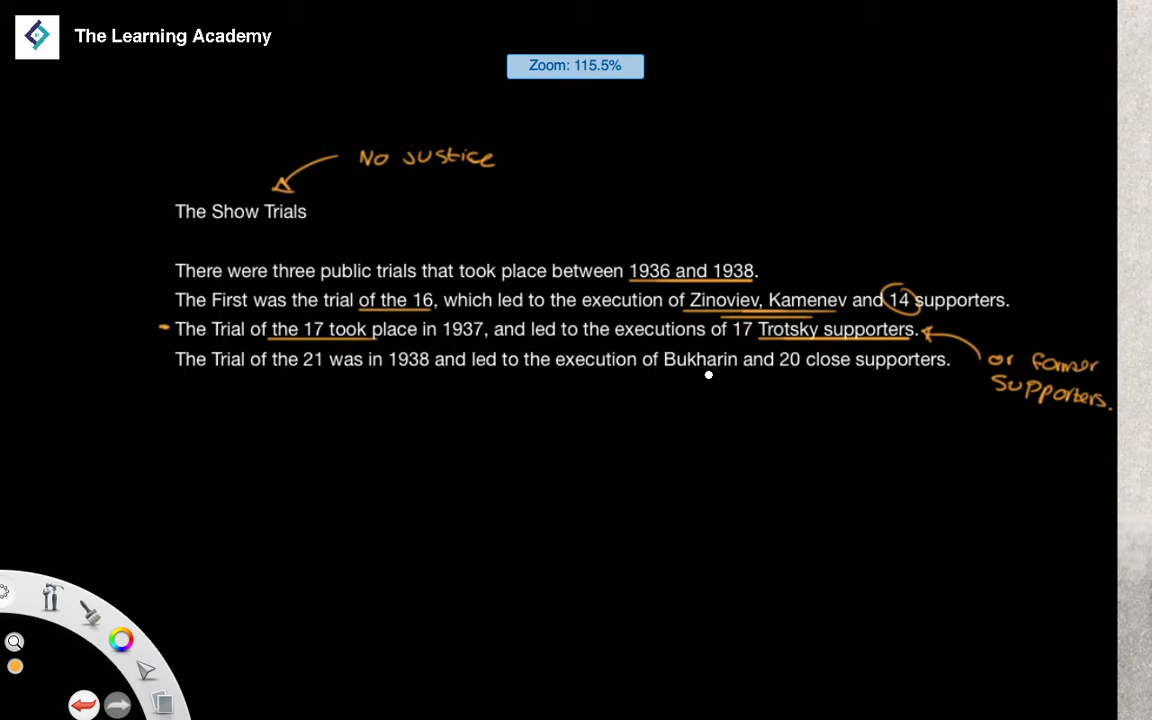 The Learning Academy
Zoom: 115.5%
No justice
The Show Trials
There were three public trials that took place between 1936 and 1938.
The First was the trial of the 16, which led to the execution of Zinoviev, Kamenev and 14 supporters.
The Trial of the 17 took place in 1937, and led to the executions of 17 Trotsky supporters.
The Trial of the 21 was in 1938 and led to the execution of Bukharin and 20 close supporters.
or former
supporters.